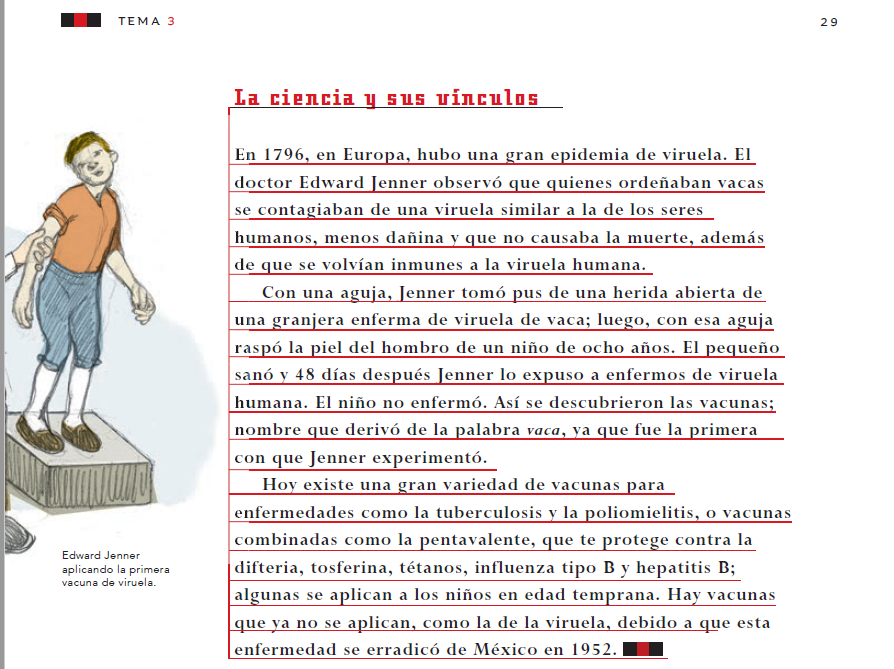 TEMA 3
29
La ciencia y sus vínculos
En 1796, en Europa, hubo una gran epidemia de viruela. El
doctor Edward Jenner observó que quienes ordeñaban vacas
se contagiaban de una viruela similar a la de los seres
humanos, menos dañina y que no causaba la muerte, además
de que se volvían inmunes a la viruela humana.
Con una aguja, Jenner tomó pus de una herida abierta de
una granjera enferma de viruela de vaca; luego, con esa aguja
raspó la piel del hombro de un niño de ocho años. El pequeño
sanó y 48 días después Jenner lo expuso a enfermos de viruela
humana. El niño no enfermó. Así se descubrieron las vacunas;
nombre que derivó de la palabra vaca, ya que fue la primera
con que Jenner experimentó.
Hoy existe una gran variedad de vacunas para
enfermedades como la tuberculosis y la poliomielitis, o vacunas
combinadas como la pentavalente, que te protege contra la
difteria, tosferina, tétanos, influenza tipo B y hepatitis B;
algunas se aplican a los niños en edad temprana. Hay vacunas
que ya no se aplican, como la de la viruela, debido a que esta
enfermedad se erradicó de México en 1952.
Edward Jenner
aplicando la primera
vacuna de viruela.